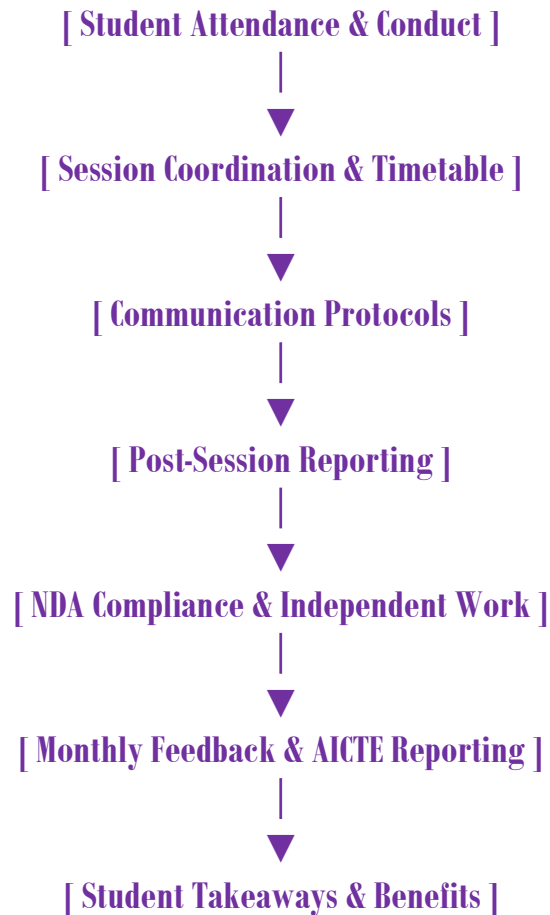 [ Student Attendance & Conduct ]
[ Session Coordination & Timetable ]
[ Communication Protocols ]
[ Post-Session Reporting ]
[ NDA Compliance & Independent Work ]
[ Monthly Feedback & AICTE Reporting ]
[ Student Takeaways & Benefits ]